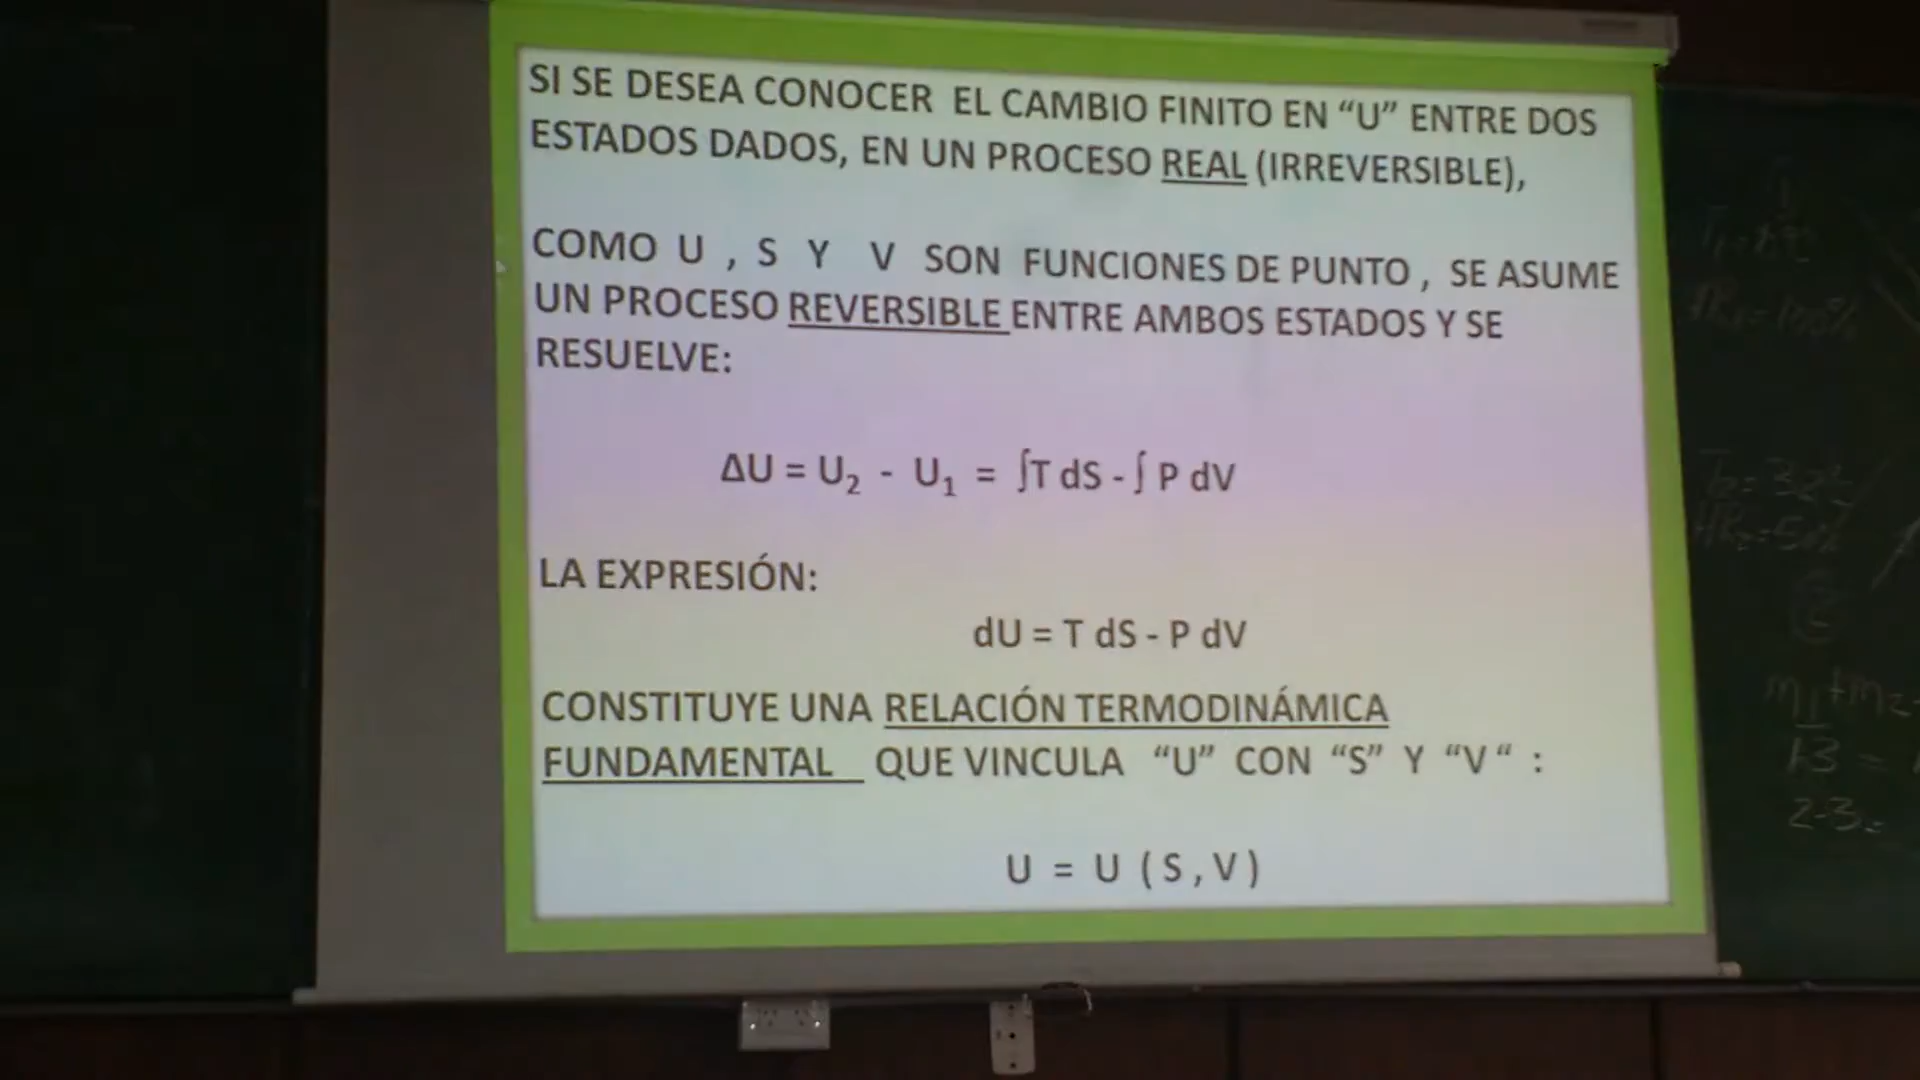 SI SE DESEA CONOCER EL CAMBIO FINITO EN “U” ENTRE DOS
ESTADOS DADOS, EN UN PROCESO REAL (IRREVERSIBLE),
COMO U , S Y V SON FUNCIONES DE PUNTO , SE ASUME
UN PROCESO REVERSIBLE ENTRE AMBOS ESTADOS Y SE
RESUELVE:
ΔU = U₂ - U₁ = ∫T dS - ∫ P dV
LA EXPRESIÓN:
dU = T dS - P dV
CONSTITUYE UNA RELACIÓN TERMODINÁMICA
FUNDAMENTAL QUE VINCULA “U” CON “S” Y “V“ :
U = U ( S , V )